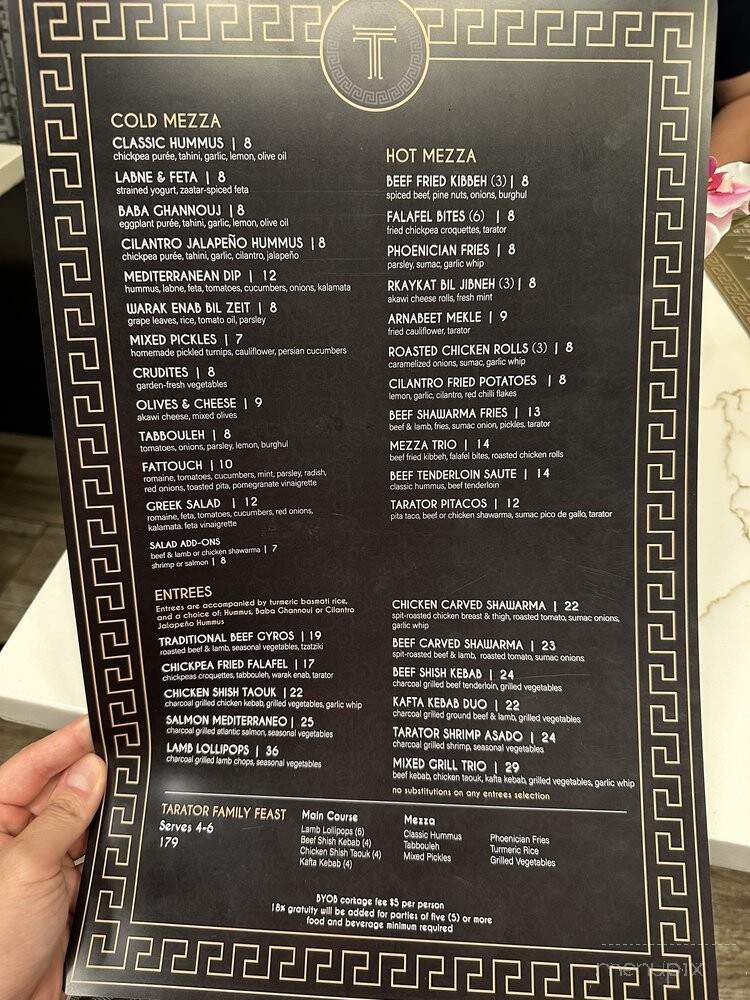 T
COLD MEZZA
CLASSIC HUMMUS | 8
chickpea purée, tahini, garlic, lemon, olive oil
LABNE & FETA | 8
strained yogurt, zaatar-spiced feta
BABA GHANNOUJ | 8
eggplant purée, tahini, garlic, lemon, olive oil
CILANTRO JALAPEÑO HUMMUS | 8
chickpea purée, tahini, garlic, cilantro, jalapeño
MEDITERRANEAN DIP | 12
hummus, labne, feta, tomatoes, cucumbers, onions, kalamata
WARAK ENAB BIL ZEIT | 8
grape leaves, rice, tomato oil, parsley
MIXED PICKLES | 7
homemade pickled turnips, cauliflower, persian cucumbers
CRUDITES | 8
garden-fresh vegetables
OLIVES & CHEESE | 9
akawi cheese, mixed olives
TABBOULEH | 8
tomatoes, onions, parsley, lemon, burghul
FATTOUCH | 10
romaine, tomatoes, cucumbers, mint, parsley, radish,
red onions, toasted pita, pomegranate vinaigrette
GREEK SALAD | 12
romaine, feta, tomatoes, cucumbers, red onions,
kalamata. feta vinaigrette
SALAD ADD-ONS
beef & lamb or chicken shawarma | 7
shrimp or salmon | 8
HOT MEZZA
BEEF FRIED KIBBEH (3) | 8
spiced beef, pine nuts, onions, burghul
FALAFEL BITES (6) | 8
fried chickpea croquettes, tarator
PHOENICIAN FRIES | 8
parsley, sumac, garlic whip
RKAYKAT BIL JIBNEH (3) | 8
akawi cheese rolls, fresh mint
ARNABEET MEKLE | 9
fried cauliflower, tarator
ROASTED CHICKEN ROLLS (3) | 8
caramelized onions, sumac, garlic whip
CILANTRO FRIED POTATOES | 8
lemon, garlic, cilantro, red chilli flakes
BEEF SHAWARMA FRIES | 13
beef & lamb, fries, sumac onion, pickles. tarator
MEZZA TRIO | 14
beef fried kibbeh, falafel bites, roasted chicken rolls
BEEF TENDERLOIN SAUTE | 14
classic hummus, beef tenderloin
TARATOR PITACOS | 12
pita taco, beef or chicken shawarma, sumac pico de gallo, tarator
ENTREES
Entrees are accompanied by turmeric basmati rice,
and a choice of: Hummus, Baba Ghannouj or Cilantro
Jalapeño Hummus
TRADITIONAL BEEF GYROS | 19
roasted beef & lamb, seasonal vegetables, tzatziki
CHICKPEA FRIED FALAFEL | 17
chickpeas croquettes, tabbouleh, warak enab, tarator
CHICKEN SHISH TAOUK | 22
charcoal grilled chicken kebab, grilled vegetables, garlic whip
SALMON MEDITERRANEO | 25
charcoal grilled atlantic salmon, seasonal vegetables
LAMB LOLLIPOPS | 36
charcoal grilled lamb chops, seasonal vegetables
CHICKEN CARVED SHAWARMA | 22
spit-roasted chicken breast & thigh, roasted tomato, sumac onions,
garlic whip
BEEF CARVED SHAWARMA | 23
spit-roasted beef & lamb, roasted tomato, sumac onions
BEEF SHISH KEBAB | 24
charcoal grilled beef tenderloin, grilled vegetables
KAFTA KEBAB DUO | 22
charcoal grilled ground beef & lamb, grilled vegetables
TARATOR SHRIMP ASADO | 24
charcoal grilled shrimp, seasonal vegetables
MIXED GRILL TRIO | 29
beef kebab, chicken taouk, kafta kebab, grilled vegetables, garlic whip
no substitutions on any entrees selection
TARATOR FAMILY FEAST
Serves 4-6
179
Main Course
Lamb Lollipops (6)
Beef Shish Kebab (4)
Chicken Shish Taouk (4)
Kafta Kebab (4)
Mezza
Classic Hummus
Tabbouleh
Mixed Pickles
Phoenician Fries
Turmeric Rice
Grilled Vegetables
BYOB corkage fee $5 per person
18% gratuity will be added for parties of five (5) or more
food and beverage minimum required
menupix